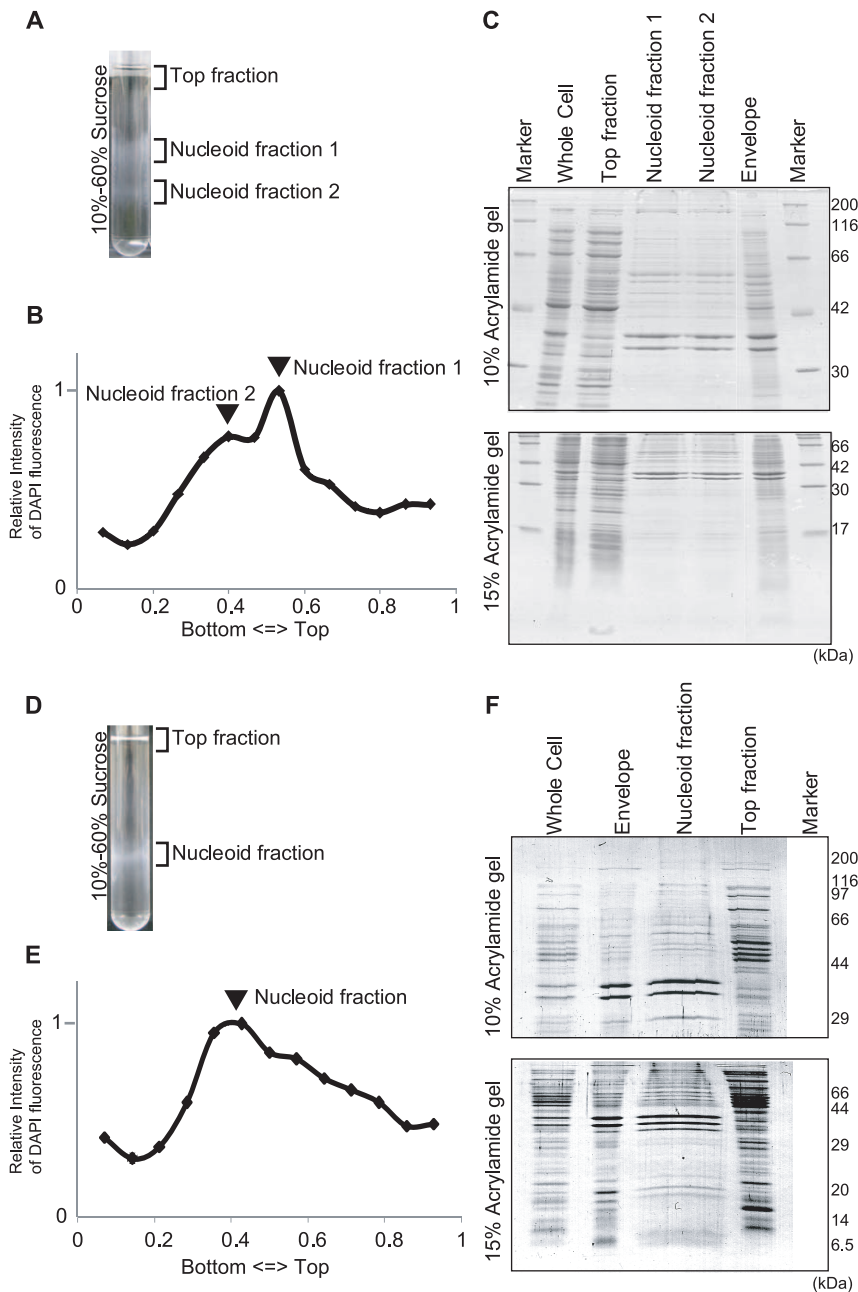 A
10%-60% Sucrose
Top fraction
Nucleoid fraction 1
Nucleoid fraction 2
B
Relative Intensity
of DAPI fluorescence
1
0
Nucleoid fraction 2
Nucleoid fraction 1
0 0.2 0.4 0.6 0.8 1
Bottom <=> Top
C
Marker
Whole Cell
Top fraction
Nucleoid fraction 1
Nucleoid fraction 2
Envelope
Marker
10% Acrylamide gel
200
116
66
42
30
15% Acrylamide gel
66
42
30
17
(kDa)
D
10%-60% Sucrose
Top fraction
Nucleoid fraction
E
Relative Intensity
of DAPI fluorescence
1
0
Nucleoid fraction
0 0.2 0.4 0.6 0.8 1
Bottom <=> Top
F
Whole Cell
Envelope
Nucleoid fraction
Top fraction
Marker
10% Acrylamide gel
200
116
97
66
44
29
15% Acrylamide gel
66
44
29
20
14
6.5
(kDa)